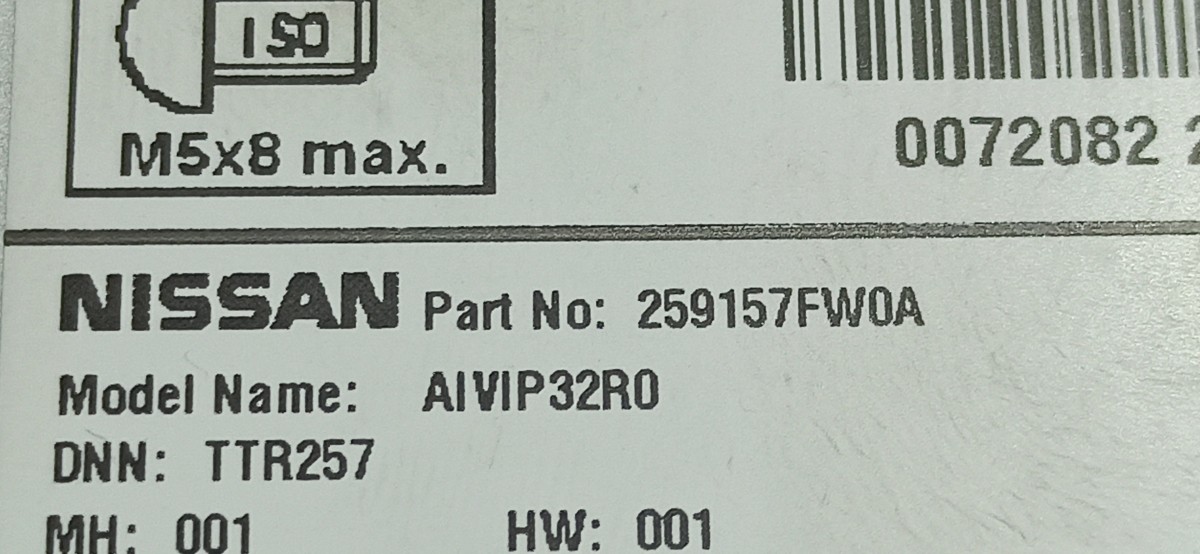 ISO
M5x8 max.
0072082
NISSAN Part No: 259157FW0A
Model Name: AIVIP32R0
DNN: TTR257
MH: 001 HW: 001